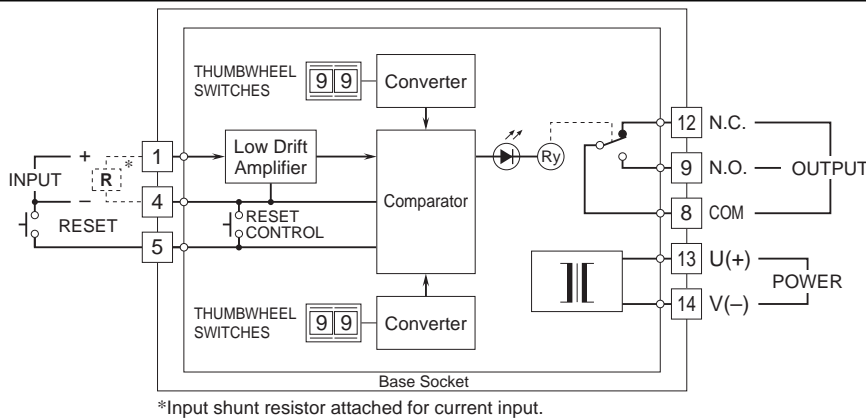 THUMBWHEEL
SWITCHES
9 9
Converter
12 N.C.
+
1
*
R
INPUT
Low Drift
Amplifier
Ry
9 N.O.
OUTPUT
−
4
Comparator
8 COM
RESET
5
RESET
CONTROL
13 U(+)
POWER
14 V(–)
THUMBWHEEL
SWITCHES
9 9
Converter
Base Socket
*Input shunt resistor attached for current input.